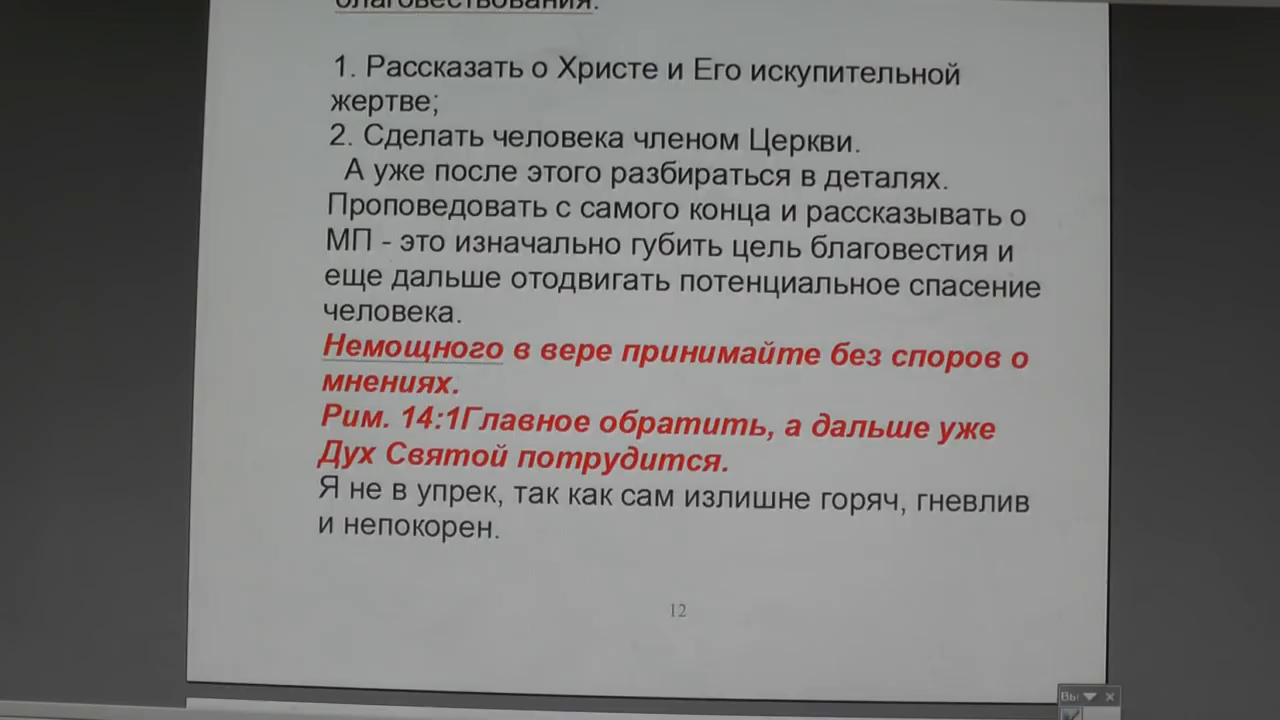 благовествования.
1. Рассказать о Христе и Его искупительной
жертве;
2. Сделать человека членом Церкви.
А уже после этого разбираться в деталях.
Проповедовать с самого конца и рассказывать о
МП - это изначально губить цель благовестия и
еще дальше отодвигать потенциальное спасение
человека.
Немощного в вере принимайте без споров о
мнениях.
Рим. 14:1Главное обратить, а дальше уже
Дух Святой потрудится.
Я не в упрек, так как сам излишне горяч, гневлив
и непокорен.
12
Вы